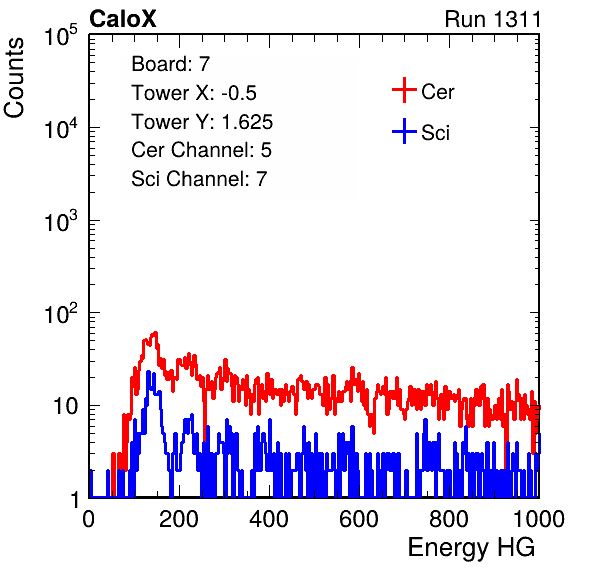 CaloX Run 1311
Counts
Board: 7
Tower X: -0.5
Tower Y: 1.625
Cer Channel: 5
Sci Channel: 7
Cer
Sci
10^5
10^4
10^3
10^2
10
1
0 200 400 600 800 1000
Energy HG